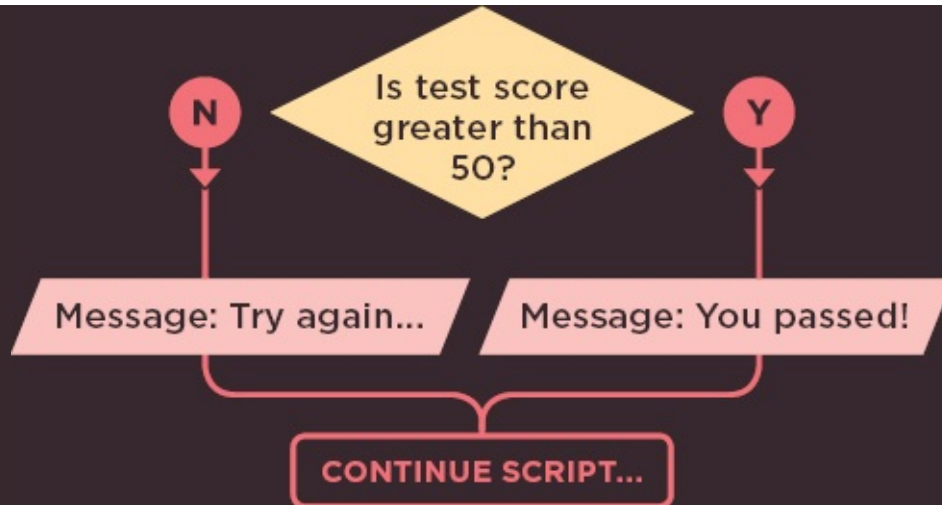 Is test score
greater than
50?
N
Y
Message: Try again...
Message: You passed!
CONTINUE SCRIPT...